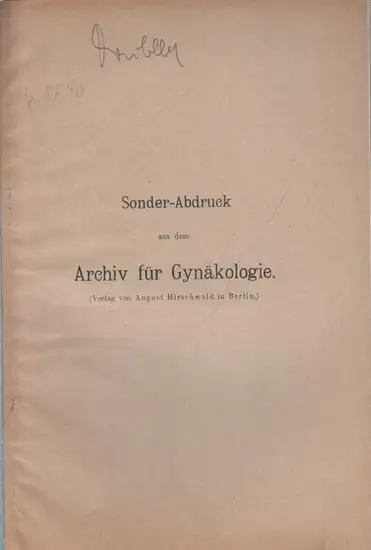 Sonder-Abdruck
aus dem
Archiv für Gynäkologie.
(Verlag von August Hirschwald in Berlin.)